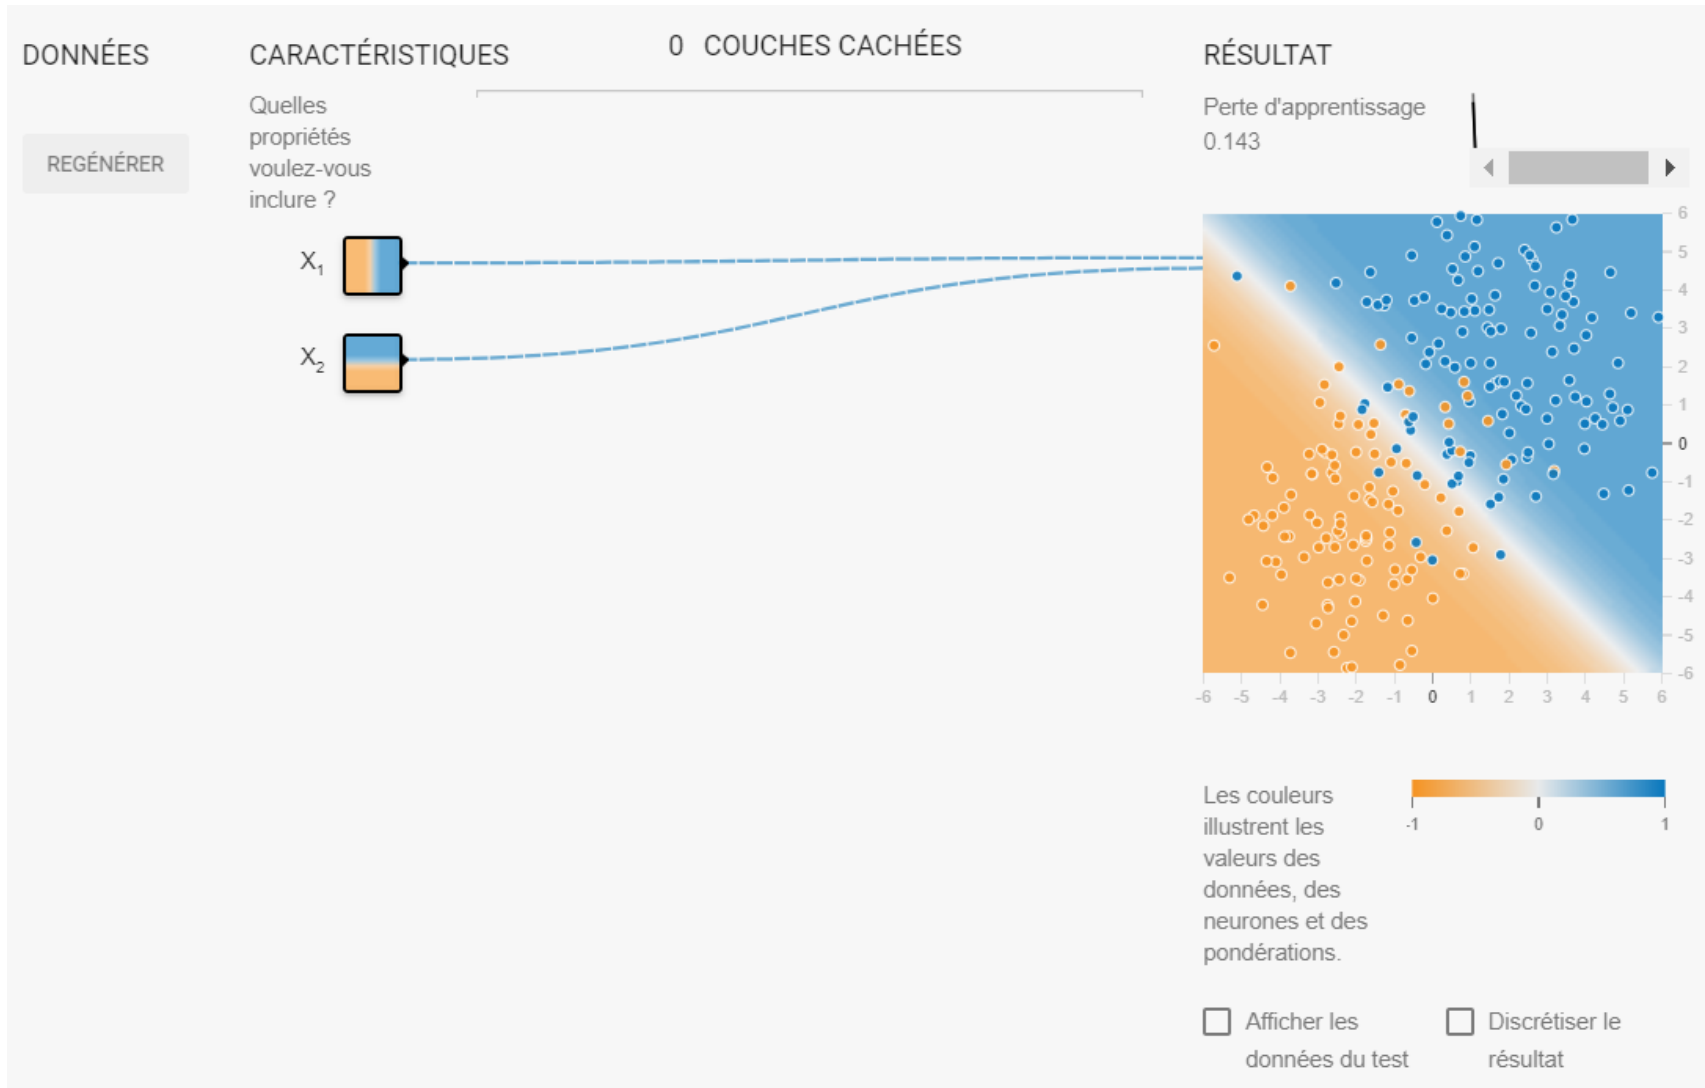 DONNÉES
REGÉNÉRER
CARACTÉRISTIQUES
Quelles
propriétés
voulez-vous
inclure ?
X1
X2
0 COUCHES CACHÉES
RÉSULTAT
Perte d'apprentissage
0.143
6
5
4
3
2
1
0
-1
-2
-3
-4
-5
-6
-6 -5 -4 -3 -2 -1 0 1 2 3 4 5 6
Les couleurs
illustrent les
valeurs des
données, des
neurones et des
pondérations.
-1 0 1
Afficher les
données du test
Discrétiser le
résultat